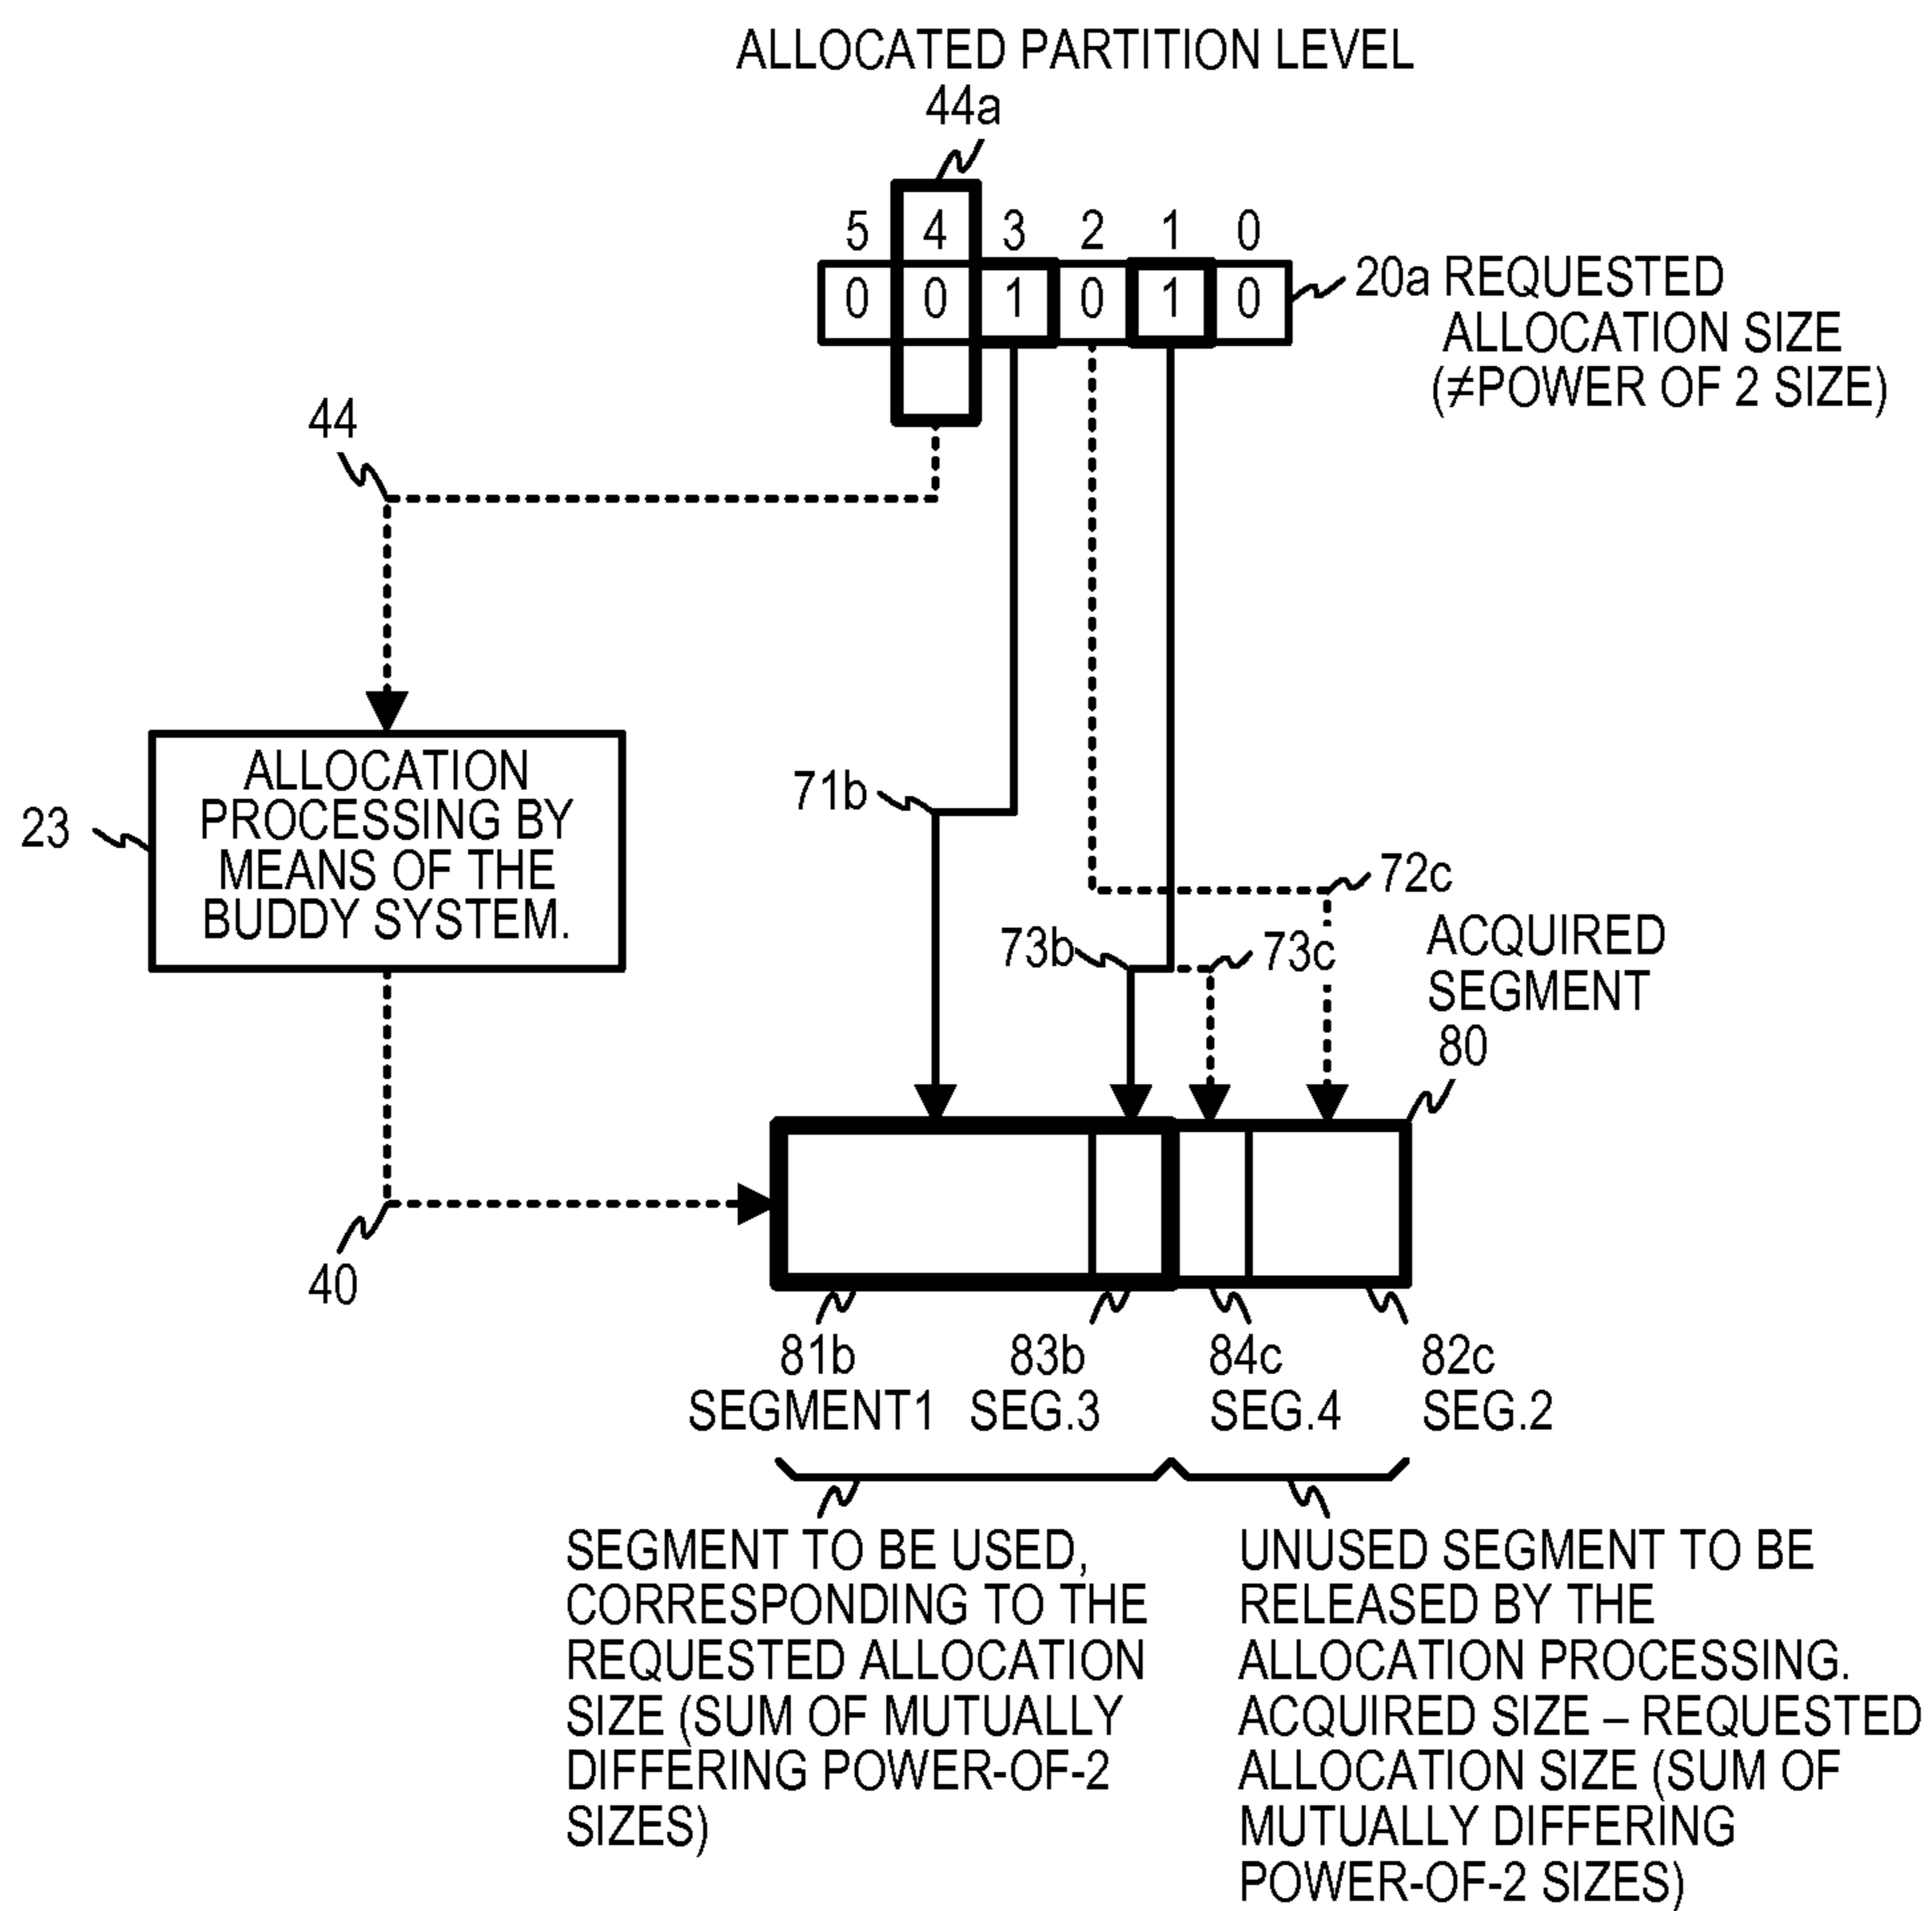 ALLOCATED PARTITION LEVEL
44a
5 4 3 2 1 0
0 0 1 0 1 0
20a REQUESTED
ALLOCATION SIZE
(≠POWER OF 2 SIZE)
44
23
ALLOCATION
PROCESSING BY
MEANS OF THE
BUDDY SYSTEM.
71b
72c
73b
73c
ACQUIRED
SEGMENT
80
40
81b
SEGMENT1
83b
SEG.3
84c
SEG.4
82c
SEG.2
SEGMENT TO BE USED,
CORRESPONDING TO THE
REQUESTED ALLOCATION
SIZE (SUM OF MUTUALLY
DIFFERING POWER-OF-2
SIZES)
UNUSED SEGMENT TO BE
RELEASED BY THE
ALLOCATION PROCESSING.
ACQUIRED SIZE – REQUESTED
ALLOCATION SIZE (SUM OF
MUTUALLY DIFFERING
POWER-OF-2 SIZES)